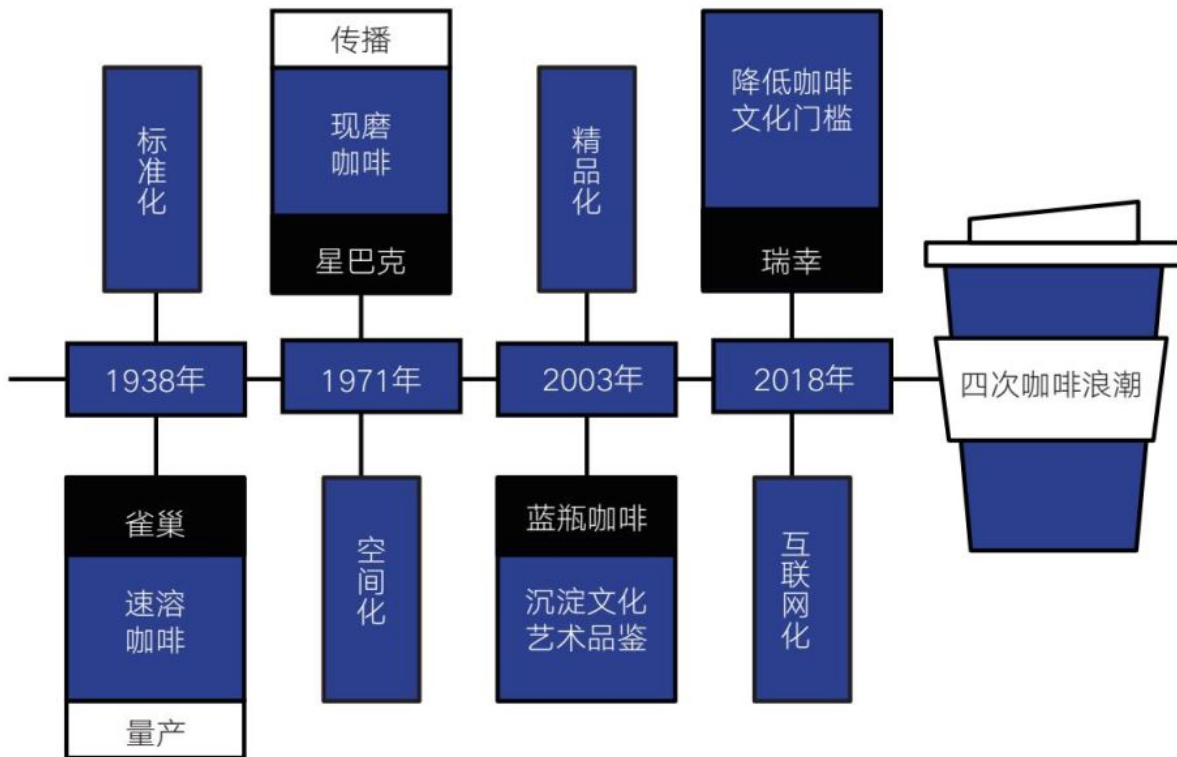 标准化
1938年
雀巢
速溶
咖啡
量产
传播
现磨
咖啡
星巴克
1971年
空间化
精品化
2003年
蓝瓶咖啡
沉淀文化
艺术品鉴
降低咖啡
文化门槛
瑞幸
2018年
互联网化
四次咖啡浪潮